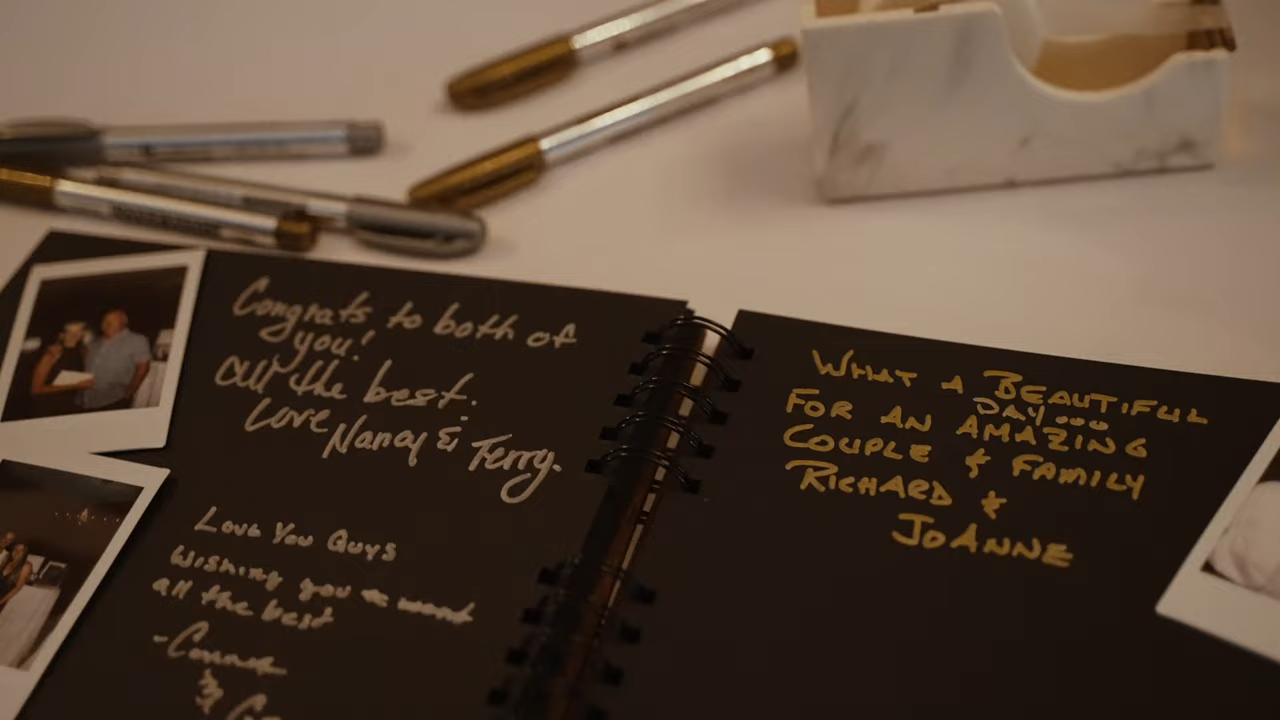 Congrats to both of
you!
All the best.
Love
Nancy & Terry.
Love You Guys
Wishing you
all the best
WHAT A BEAUTIFUL
DAY...
FOR AN AMAZING
COUPLE & FAMILY
RICHARD &
JOANNE